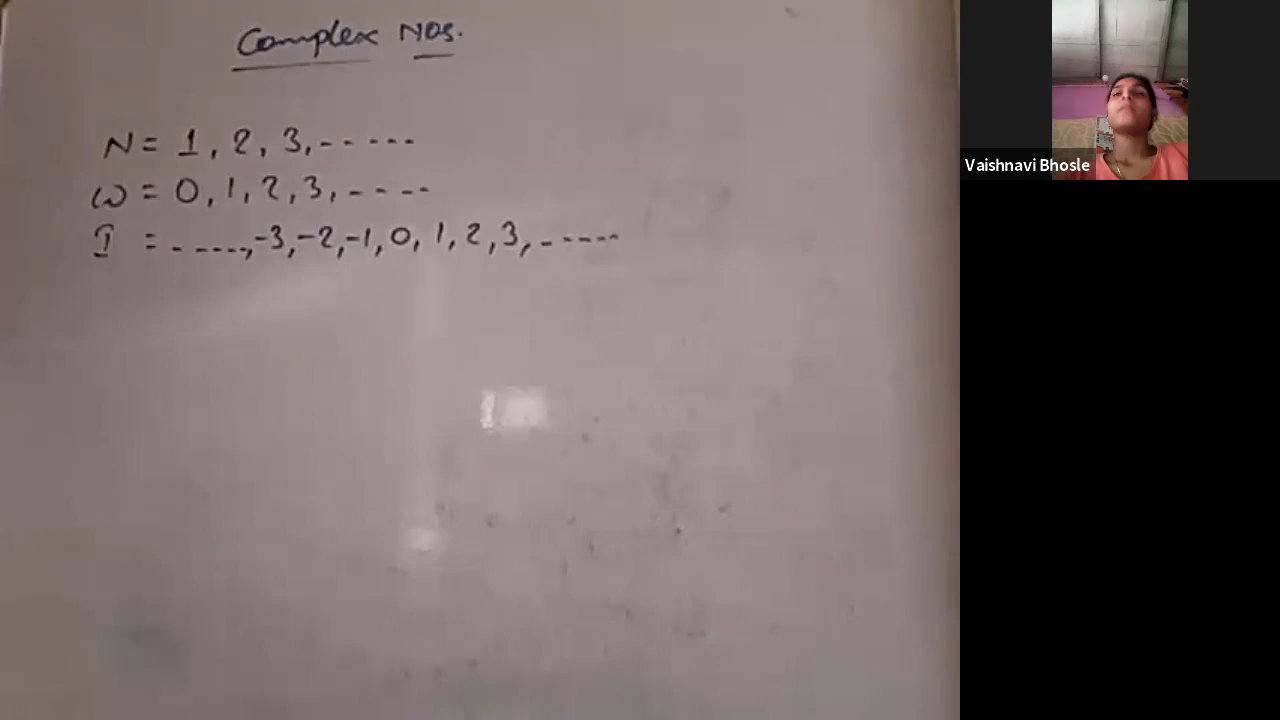 Complex Nos.
N = 1, 2, 3, -----
W = 0, 1, 2, 3, ----
I = -----, -3, -2, -1, 0, 1, 2, 3, ------
Vaishnavi Bhosle